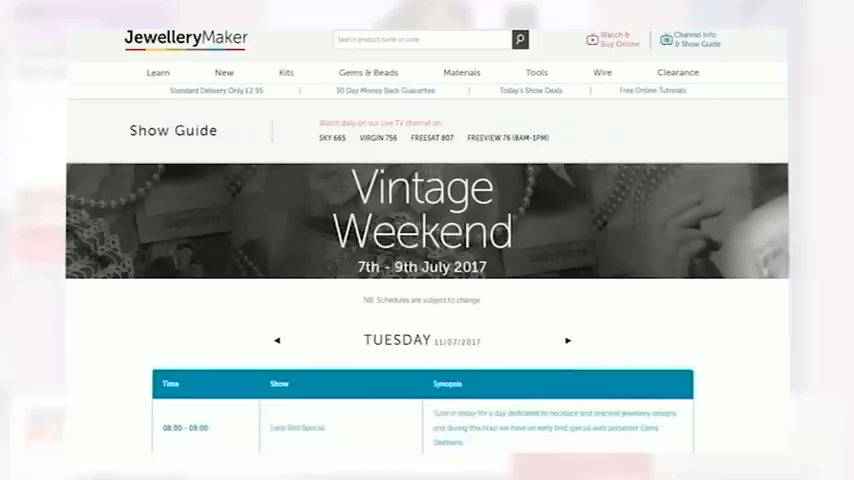 JewelleryMaker
Search product name or code
Watch & Buy Online
Channel Info & Show Guide
Learn New Kits Gems & Beads Materials Tools Wire Clearance
Standard Delivery Only £2.95 | 30 Day Money Back Guarantee | Today's Show Deals | Free Online Tutorials
Show Guide
Watch daily on our Live TV channel on:
SKY 665 VIRGIN 756 FREESAT 807 FREEVIEW 76 (8AM-1PM)
Vintage
Weekend
7th - 9th July 2017
NB: Schedules are subject to change.
TUESDAY 11/07/2017
Time Show Synopsis
08:00 - 09:00
Early Bird Special
Tune in today for a day dedicated to necklace and bracelet jewellery designs
and during this hour we have an early bird special with presenter Elena